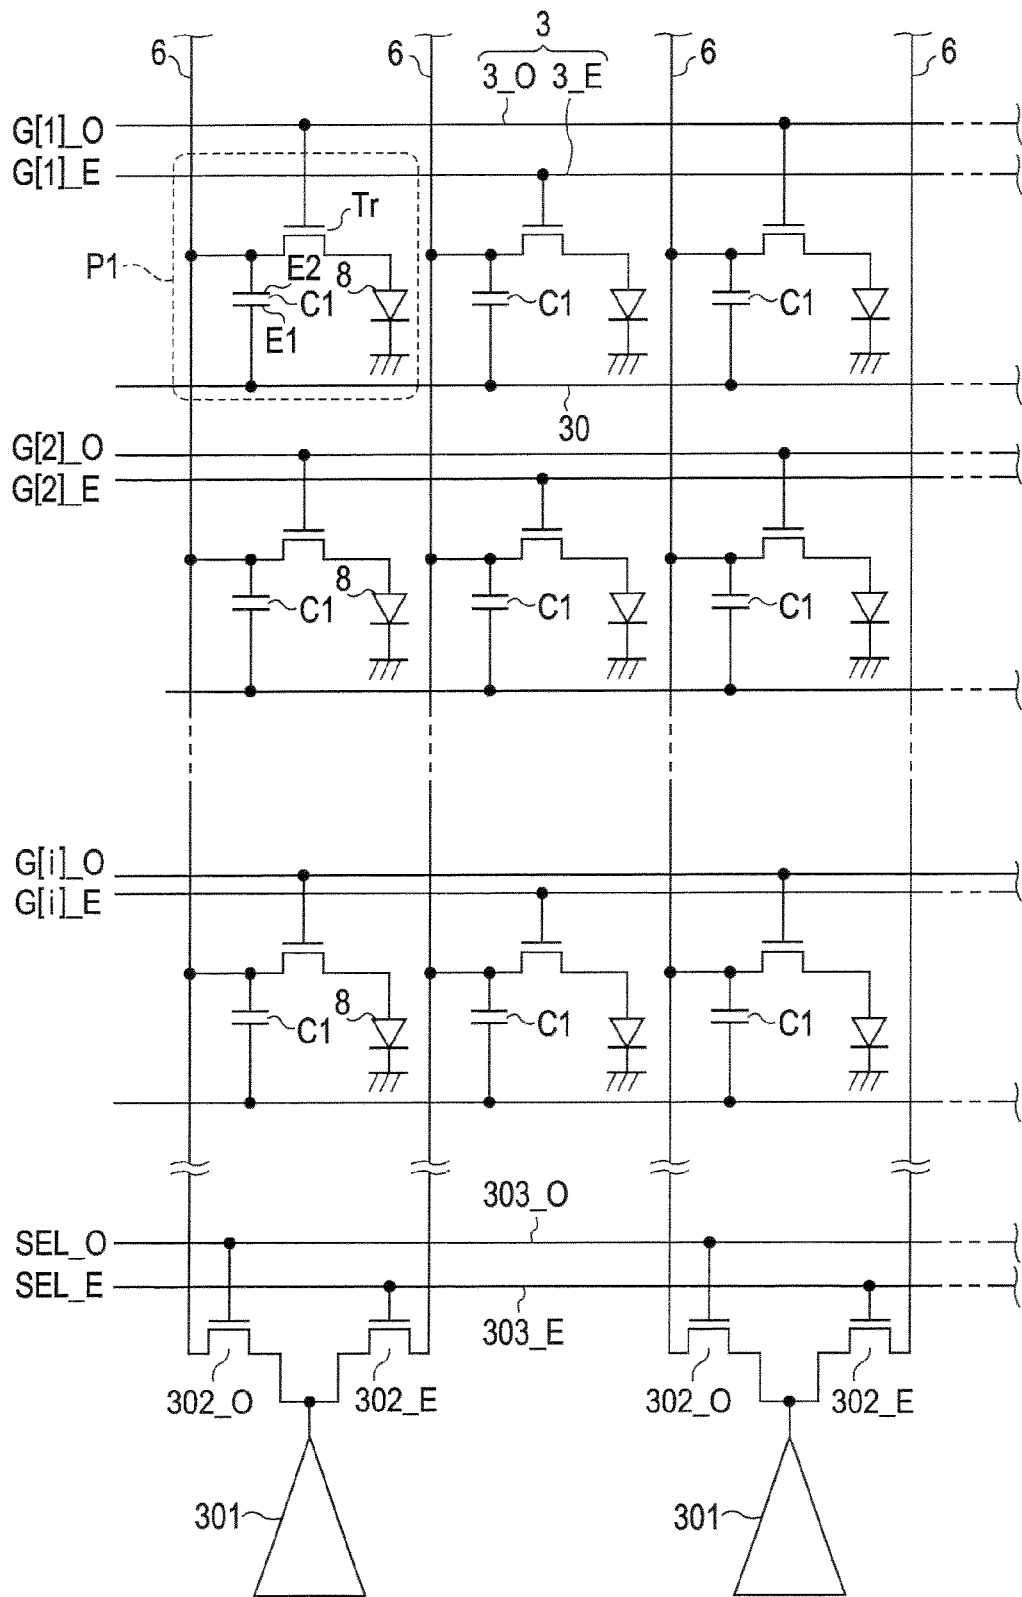 3
6 6 6 6
3_O 3_E
G[1]_O
G[1]_E
Tr
P1
E2 8
C1 C1 C1
E1
30
G[2]_O
G[2]_E
8
C1 C1 C1
G[i]_O
G[i]_E
8
C1 C1 C1
303_O
SEL_O
SEL_E
303_E
302_O 302_E 302_O 302_E
301 301